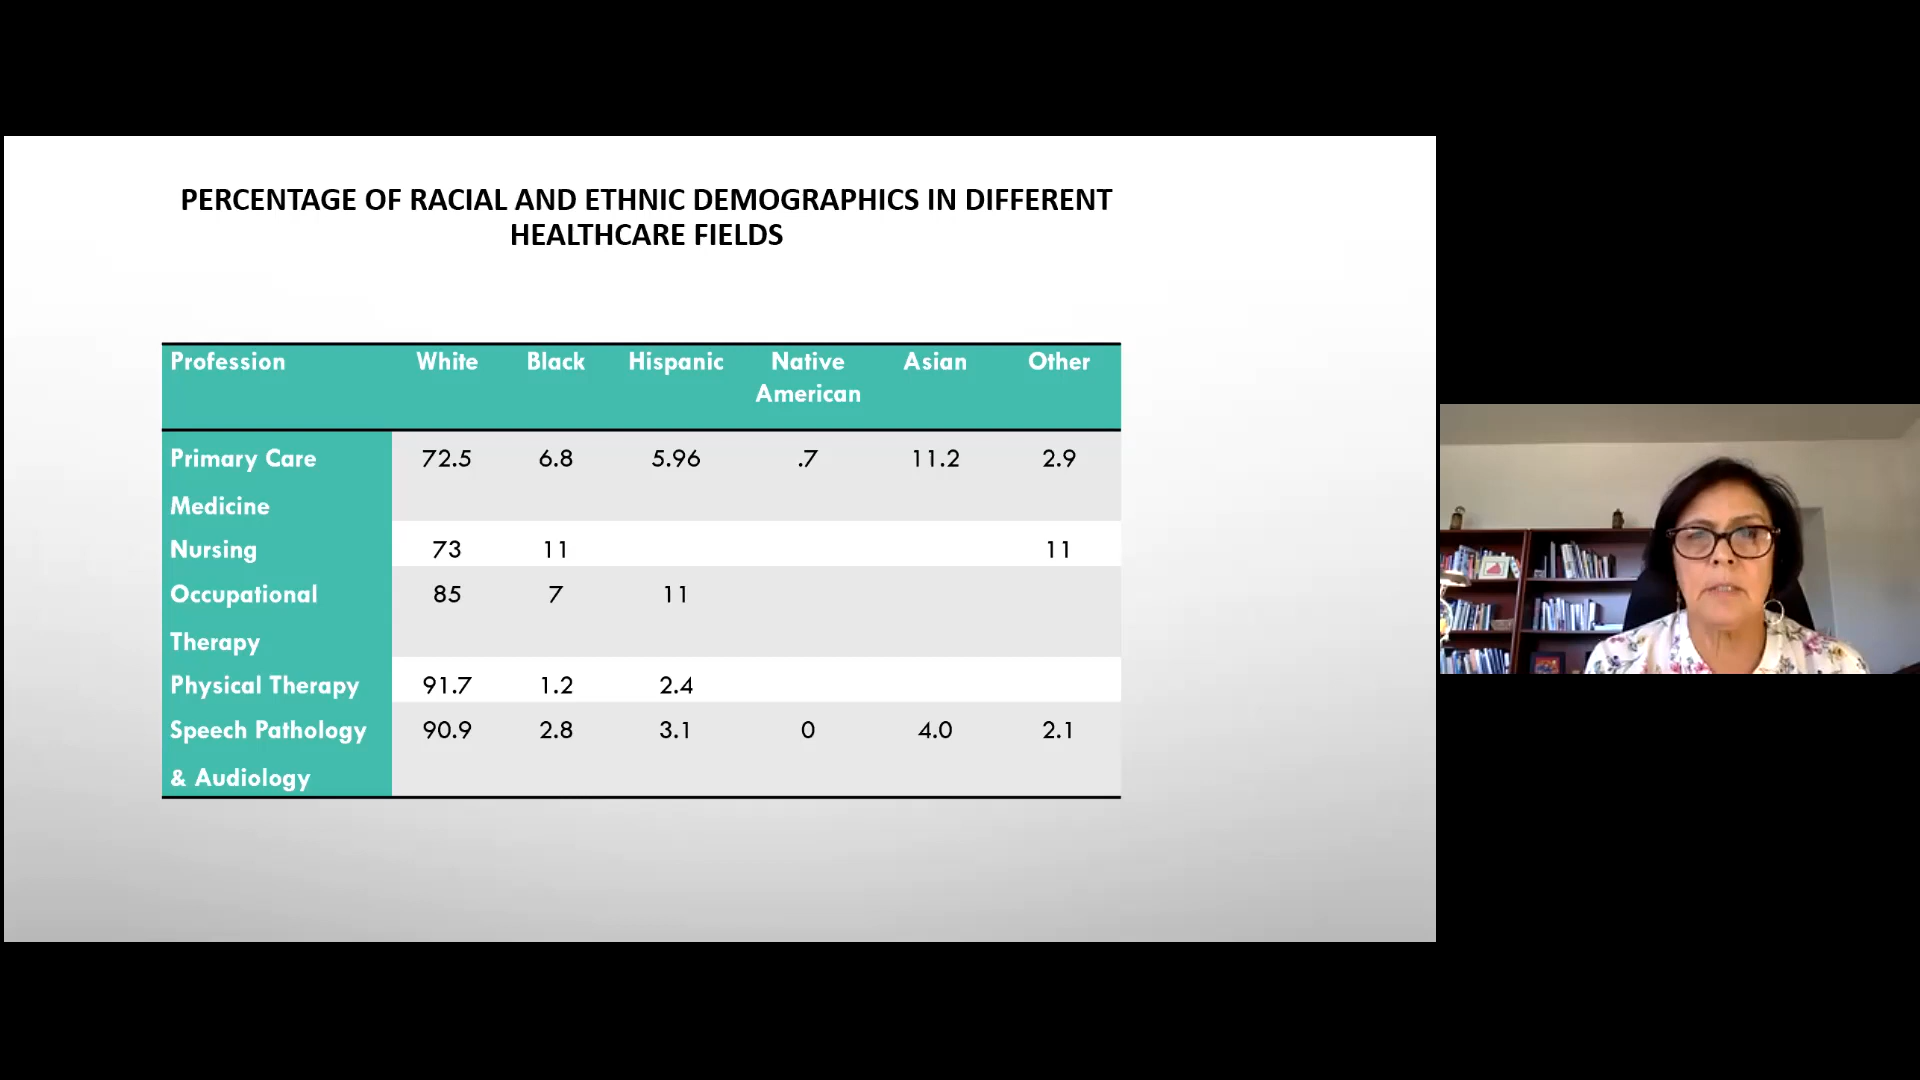 PERCENTAGE OF RACIAL AND ETHNIC DEMOGRAPHICS IN DIFFERENT
HEALTHCARE FIELDS
Profession White Black Hispanic Native American Asian Other
Primary Care Medicine 72.5 6.8 5.96 .7 11.2 2.9
Nursing 73 11 11
Occupational Therapy 85 7 11
Physical Therapy 91.7 1.2 2.4
Speech Pathology & Audiology 90.9 2.8 3.1 0 4.0 2.1